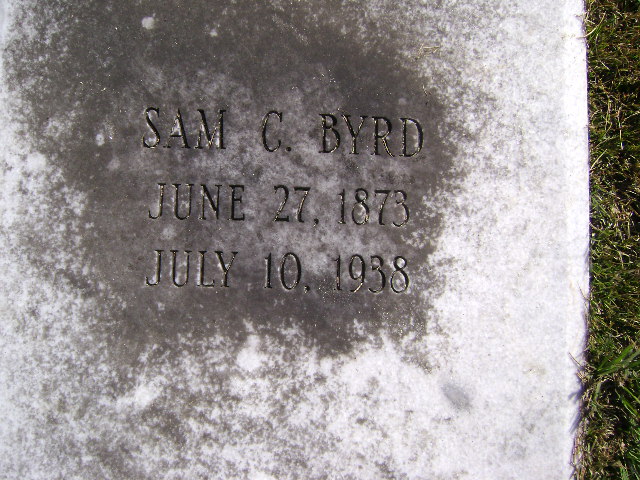 SAM C. BYRD
JUNE 27, 1873
JULY 10, 1938